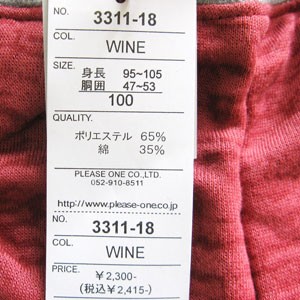 NO.
3311-18
COL.
WINE
SIZE.
身長 95~105
胴囲 47~53
100
QUALITY.
ポリエステル 65%
綿 35%
PLEASE ONE CO.,LTD.
052-910-8511
http://www.please-one.co.jp
NO.
3311-18
COL.
WINE
PRICE.
￥2,300-
(税込￥2,415-)